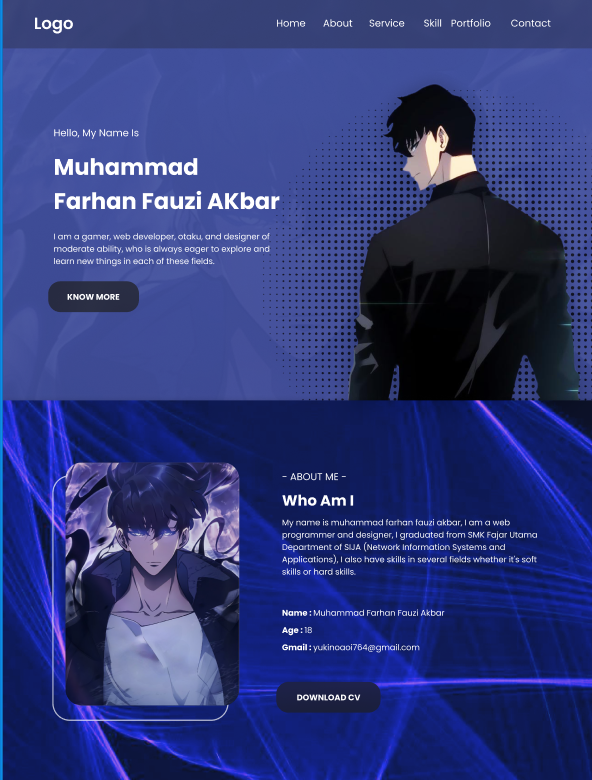 Logo
Home About Service Skill Portfolio Contact
Hello, My Name Is
Muhammad
Farhan Fauzi AKbar
I am a gamer, web developer, otaku, and designer of
moderate ability, who is always eager to explore and
learn new things in each of these fields.
KNOW MORE
- ABOUT ME -
Who Am I
My name is muhammad farhan fauzi akbar, I am a web
programmer and designer, I graduated from SMK Fajar Utama
Department of SIJA (Network Information Systems and
Applications), I also have skills in several fields whether it's soft
skills or hard skills.
Name : Muhammad Farhan Fauzi Akbar
Age : 18
Gmail : yukinoaoi764@gmail.com
DOWNLOAD CV